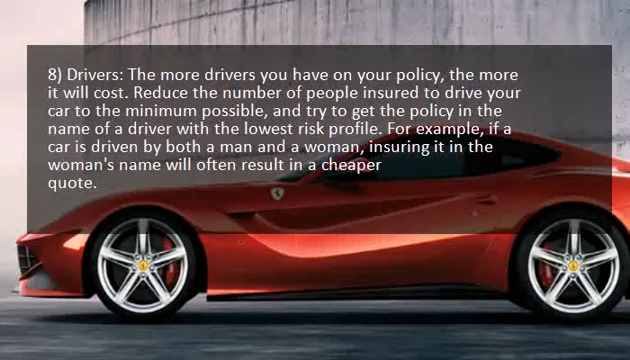 8) Drivers: The more drivers you have on your policy, the more
it will cost. Reduce the number of people insured to drive your
car to the minimum possible, and try to get the policy in the
name of a driver with the lowest risk profile. For example, if a
car is driven by both a man and a woman, insuring it in the
woman's name will often result in a cheaper
quote.